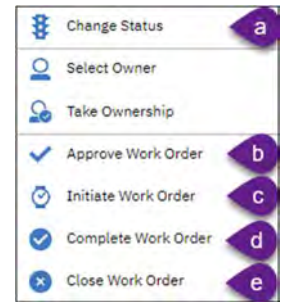 Change Status a
Select Owner
Take Ownership
Approve Work Order b
Initiate Work Order c
Complete Work Order d
Close Work Order e